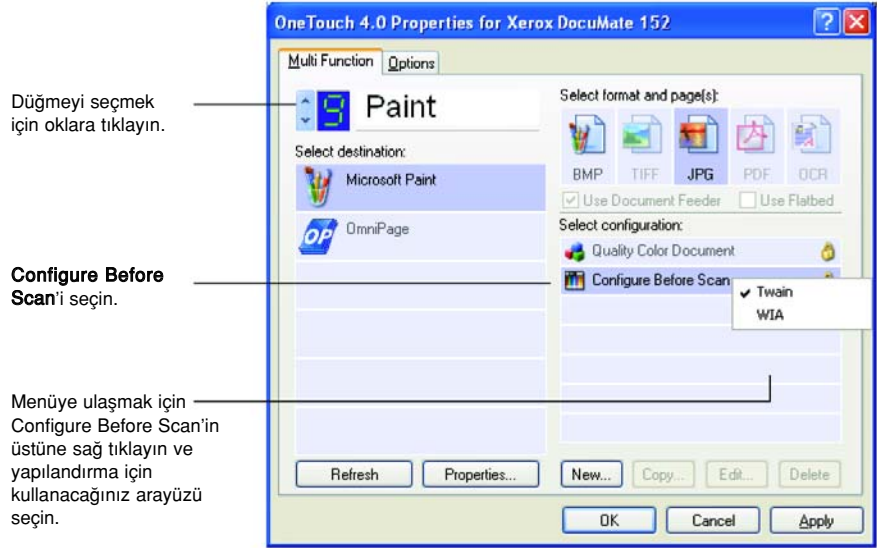 Düğmeyi seçmek
için oklara tıklayın.
Configure Before
Scan'i seçin.
Menüye ulaşmak için
Configure Before Scan'in
üstüne sağ tıklayın ve
yapılandırma için
kullanacağınız arayüzü
seçin.
OneTouch 4.0 Properties for Xerox DocuMate 152
Multi Function Options
9 Paint
Select destination:
Microsoft Paint
OP OmniPage
Refresh Properties...
Select format and page(s):
BMP TIFF JPG PDF OCR
Use Document Feeder Use Flatbed
Select configuration:
Quality Color Document
Configure Before Scan
Twain
WIA
New... Copy... Edit... Delete
OK Cancel Apply